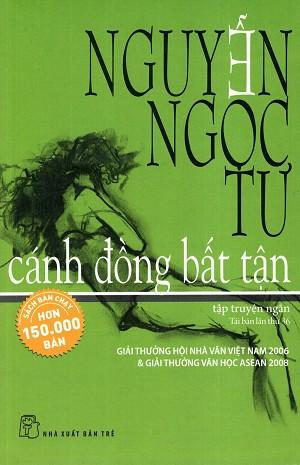 NGUYỄN
NGỌC
TƯ
cánh đồng bất tận
tập truyện ngắn
Tái bản lần thứ 36
SÁCH BÁN CHẠY
HƠN
150.000
BẢN
GIẢI THƯỞNG HỘI NHÀ VĂN VIỆT NAM 2006
& GIẢI THƯỞNG VĂN HỌC ASEAN 2008
NHÀ XUẤT BẢN TRẺ